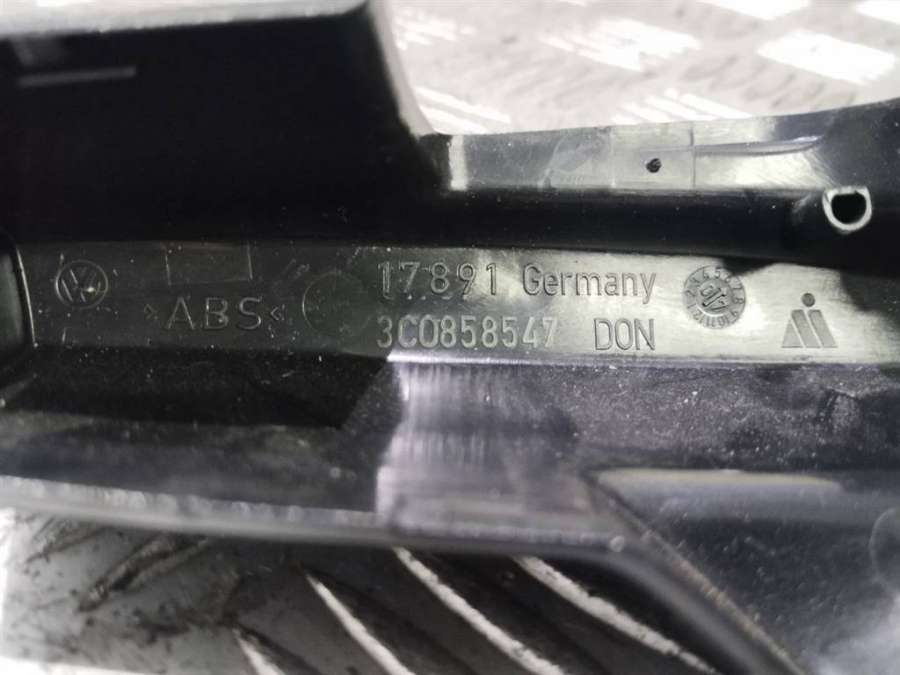 17891 Germany
>ABS<
3C0858547 DON